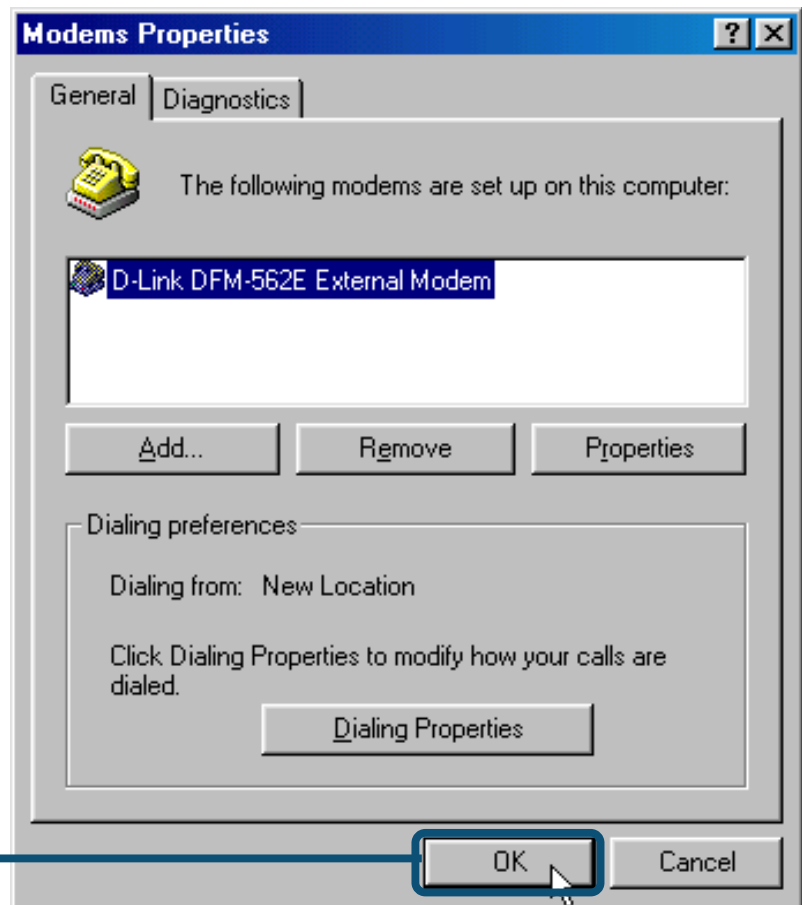 Modems Properties
General Diagnostics
The following modems are set up on this computer:
D-Link DFM-562E External Modem
Add... Remove Properties
Dialing preferences
Dialing from: New Location
Click Dialing Properties to modify how your calls are
dialed.
Dialing Properties
OK Cancel